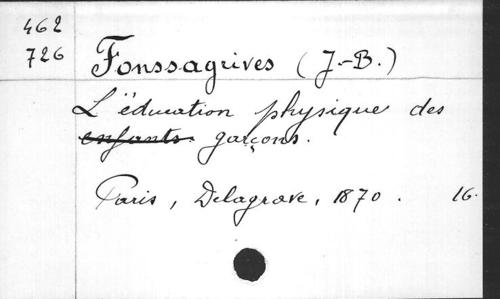 462
726
Fonssagrives (J.-B.)
L'éducation physique des
enfants. garçons.
Paris, Delagrave, 1870. 16.